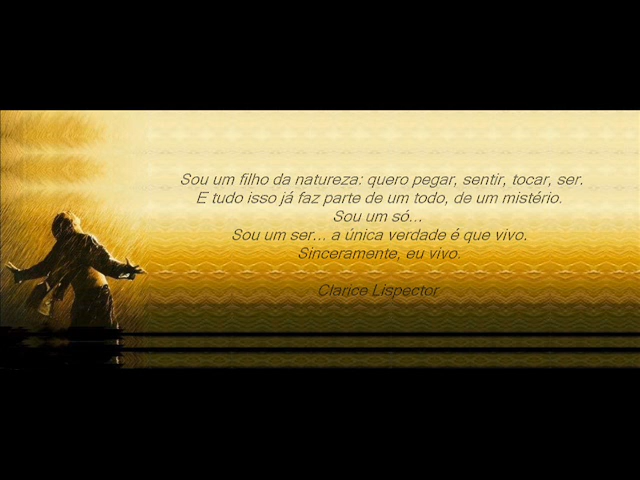 Sou um filho da natureza: quero pegar, sentir, tocar, ser.
E tudo isso já faz parte de um todo, de um mistério.
Sou um só...
Sou um ser... a única verdade é que vivo.
Sinceramente, eu vivo.
Clarice Lispector